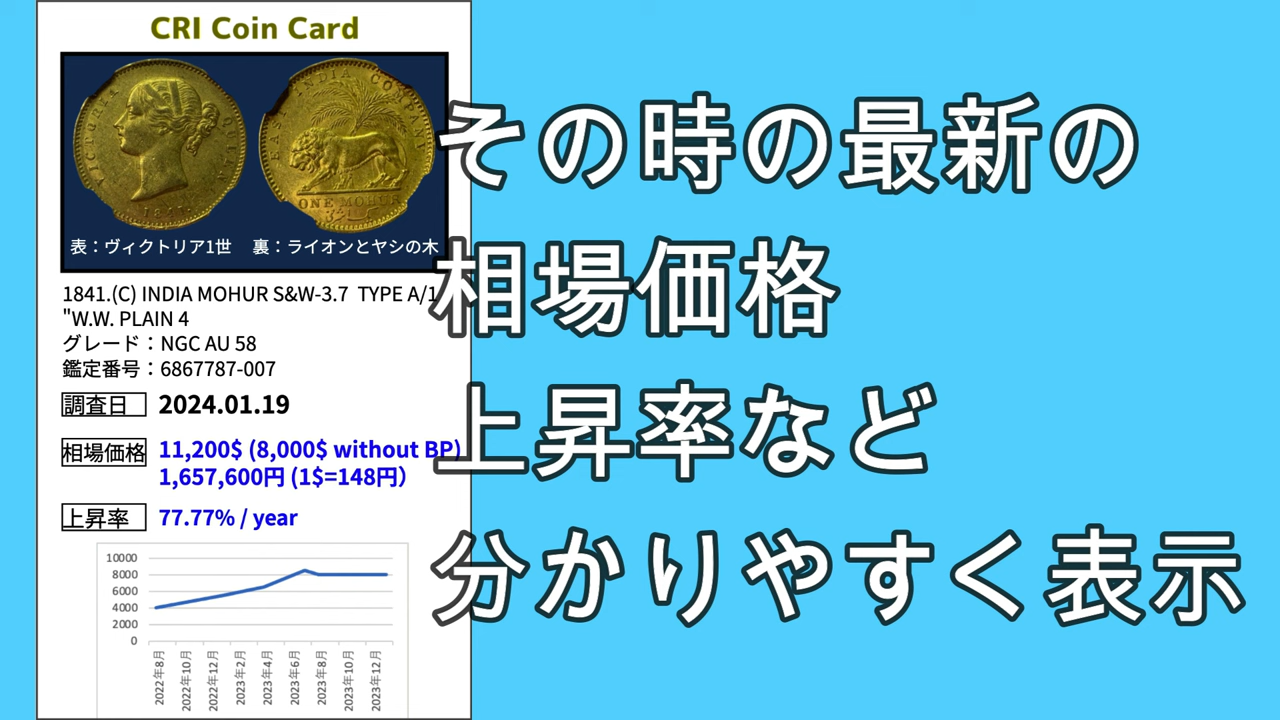 CRI Coin Card
VICTORIA QUEEN
1841.
EAST INDIA COMPANY
ONE MOHUR
表：ヴィクトリア1世 裏：ライオンとヤシの木
1841.(C) INDIA MOHUR S&W-3.7 TYPE A/1
"W.W. PLAIN 4
グレード：NGC AU 58
鑑定番号：6867787-007
調査日 2024.01.19
相場価格 11,200$ (8,000$ without BP)
1,657,600円 (1$=148円）
上昇率 77.77% / year
10000
8000
6000
4000
2000
0
2022年8月
2022年10月
2022年12月
2023年2月
2023年4月
2023年6月
2023年8月
2023年10月
2023年12月
その時の最新の
相場価格
上昇率など
分かりやすく表示